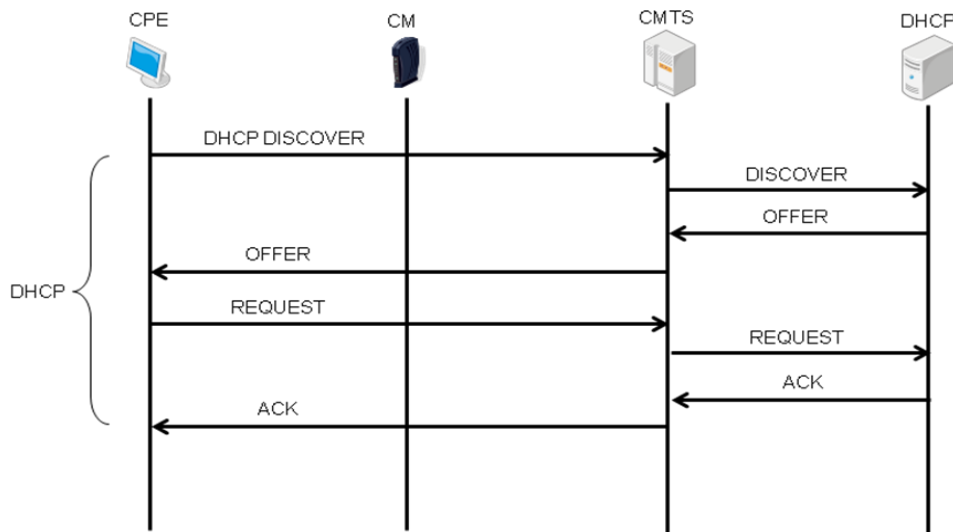 CPE
CM
CMTS
DHCP
DHCP DISCOVER
DISCOVER
OFFER
OFFER
DHCP
REQUEST
REQUEST
ACK
ACK